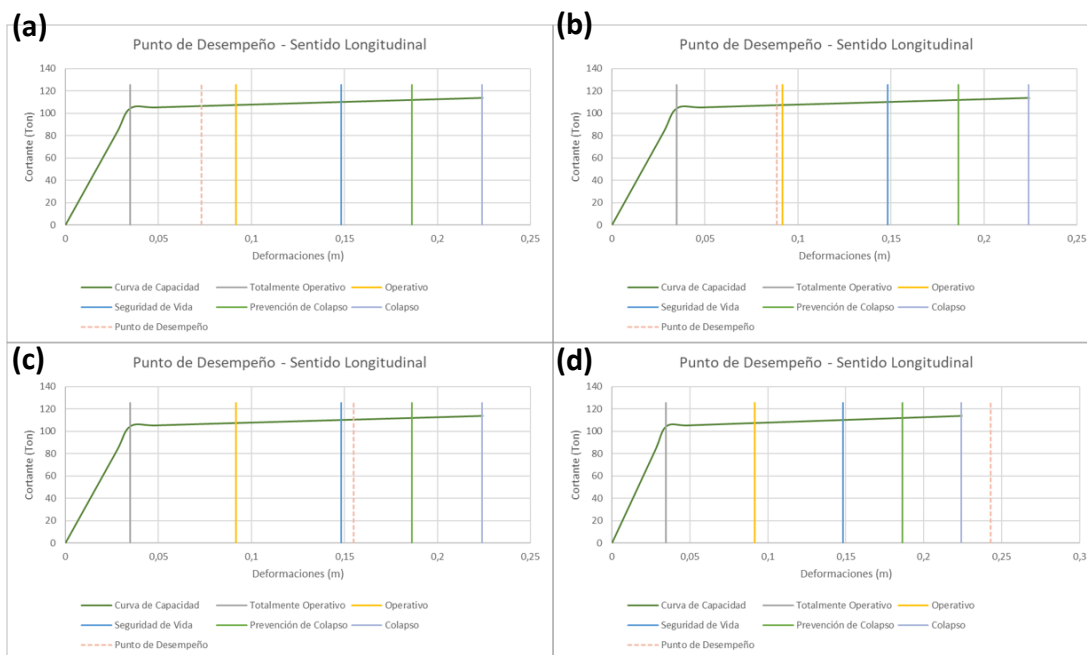 (a)
Punto de Desempeño - Sentido Longitudinal
140
120
100
80
60
40
20
0
Cortante (Ton)
0 0,05 0,1 0,15 0,2 0,25
Deformaciones (m)
Curva de Capacidad Totalmente Operativo Operativo
Seguridad de Vida Prevención de Colapso Colapso
Punto de Desempeño
(b)
Punto de Desempeño - Sentido Longitudinal
140
120
100
80
60
40
20
0
Cortante (Ton)
0 0,05 0,1 0,15 0,2 0,25
Deformaciones (m)
Curva de Capacidad Totalmente Operativo Operativo
Seguridad de Vida Prevención de Colapso Colapso
Punto de Desempeño
(c)
Punto de Desempeño - Sentido Longitudinal
140
120
100
80
60
40
20
0
Cortante (Ton)
0 0,05 0,1 0,15 0,2 0,25
Deformaciones (m)
Curva de Capacidad Totalmente Operativo Operativo
Seguridad de Vida Prevención de Colapso Colapso
Punto de Desempeño
(d)
Punto de Desempeño - Sentido Longitudinal
140
120
100
80
60
40
20
0
Cortante (Ton)
0 0,05 0,1 0,15 0,2 0,25 0,3
Deformaciones (m)
Curva de Capacidad Totalmente Operativo Operativo
Seguridad de Vida Prevención de Colapso Colapso
Punto de Desempeño